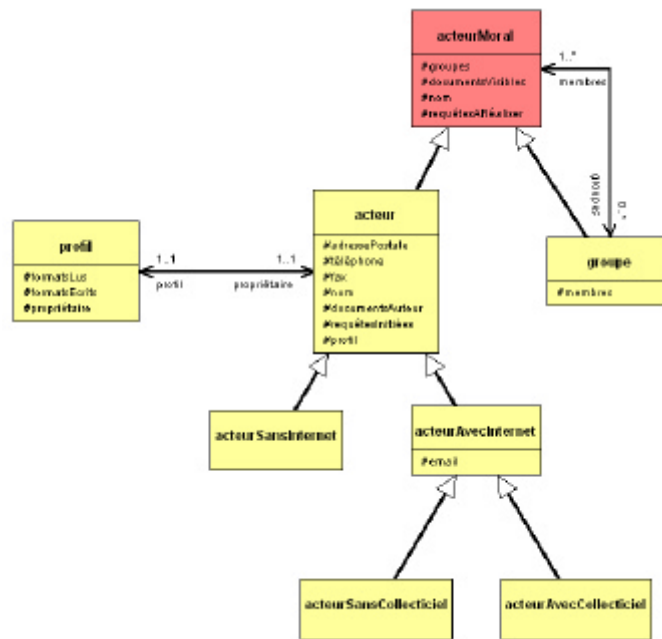 acteurMoral
#groupes
#documentsVisibles
#nom
#requêtesARéaliser
1..*
membres
groupes
0..*
acteur
#adressePostale
#téléphone
#fax
#nom
#documentsAuteur
#requêtesInitiées
#profil
profil
#formatsLus
#formatsEcrits
#propriétaire
1..1
profil
1..1
propriétaire
groupe
#membres
acteurSansInternet
acteurAvecInternet
#email
acteurSansCollecticiel
acteurAvecCollecticiel